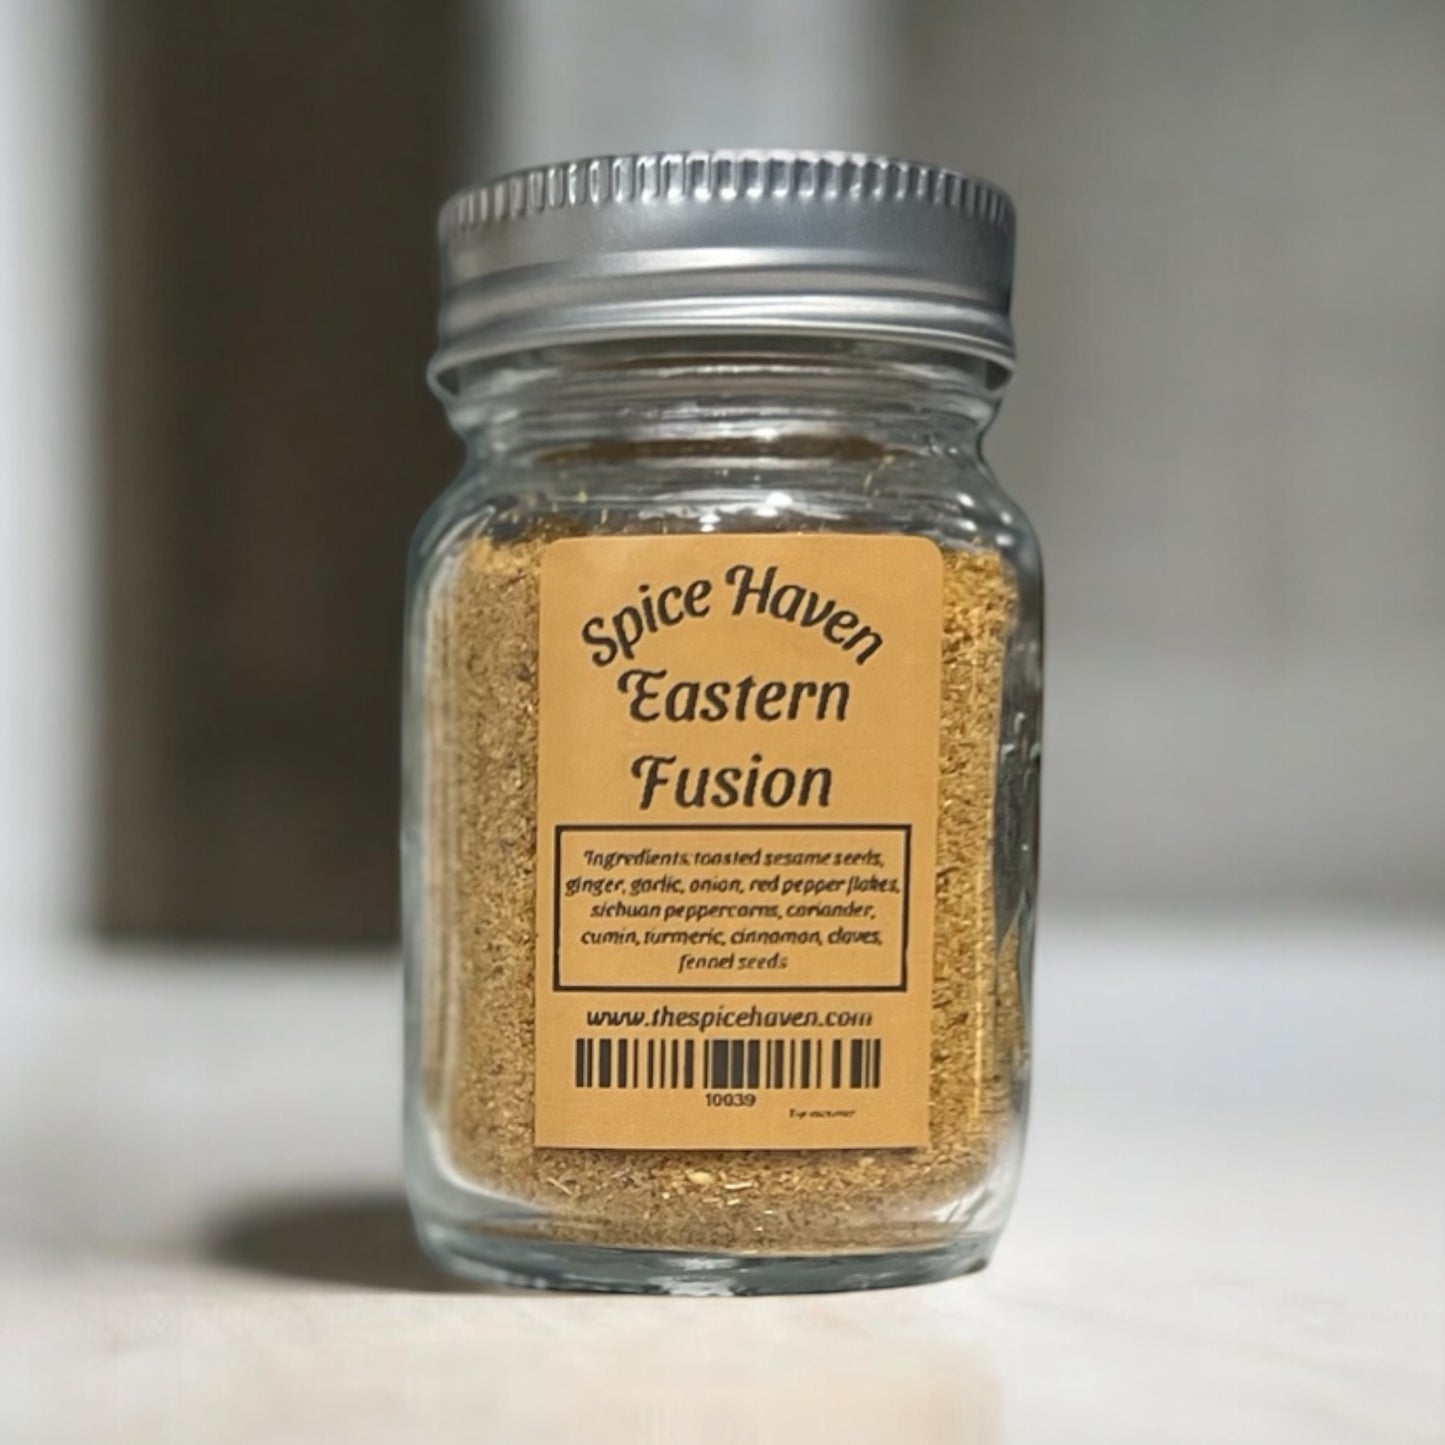 Spice Haven
Eastern
Fusion
Ingredients: toasted sesame seeds,
ginger, garlic, onion, red pepper flakes,
sichuan peppercorns, coriander,
cumin, turmeric, cinnamon, cloves,
fennel seeds
www.thespicehaven.com
10039